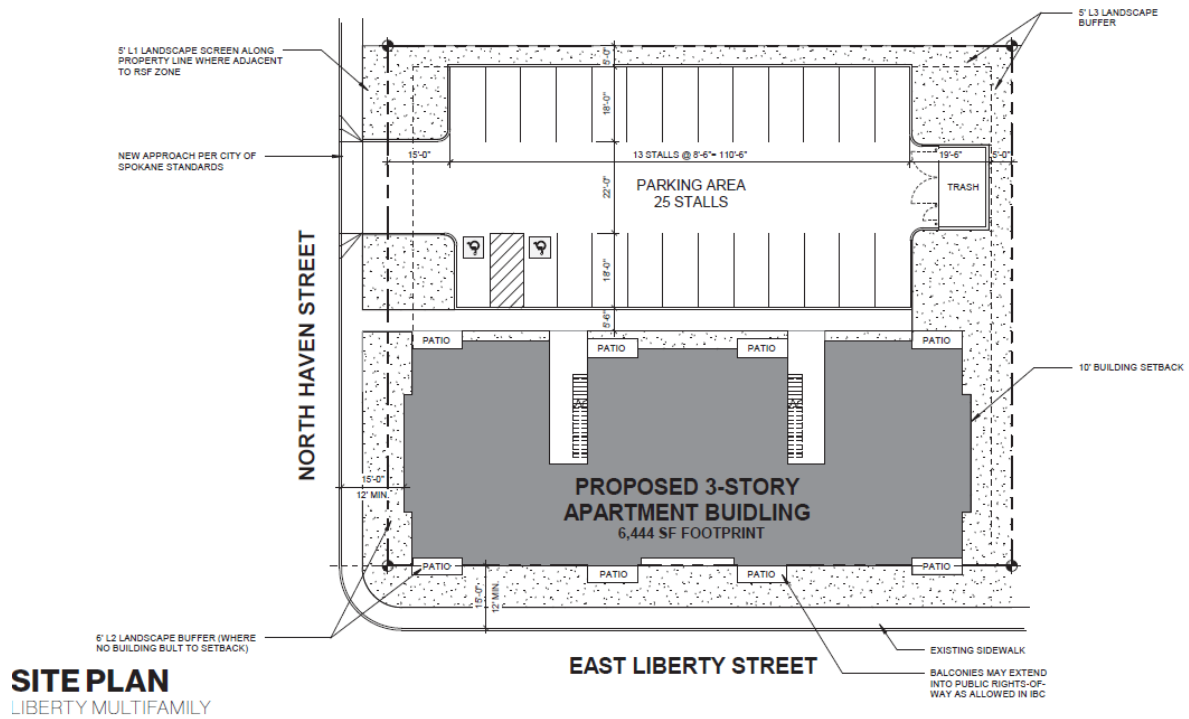 5' L3 LANDSCAPE
BUFFER
5' L1 LANDSCAPE SCREEN ALONG
PROPERTY LINE WHERE ADJACENT
TO RSF ZONE
5'-0"
18'-0"
NEW APPROACH PER CITY OF
SPOKANE STANDARDS
15'-0"
13 STALLS @ 8'-6"= 110'-6"
19'-6"
5'-0"
22'-0"
PARKING AREA
25 STALLS
TRASH
NORTH HAVEN STREET
18'-0"
5'-6"
PATIO
PATIO
PATIO
PATIO
10' BUILDING SETBACK
15'-0"
12' MIN.
PROPOSED 3-STORY
APARTMENT BUIDLING
6,444 SF FOOTPRINT
PATIO
PATIO
PATIO
PATIO
15'-0"
12' MIN.
6' L2 LANDSCAPE BUFFER (WHERE
NO BUILDING BULT TO SETBACK)
EAST LIBERTY STREET
EXISTING SIDEWALK
BALCONIES MAY EXTEND
INTO PUBLIC RIGHTS-OF-
WAY AS ALLOWED IN IBC
SITE PLAN
LIBERTY MULTIFAMILY